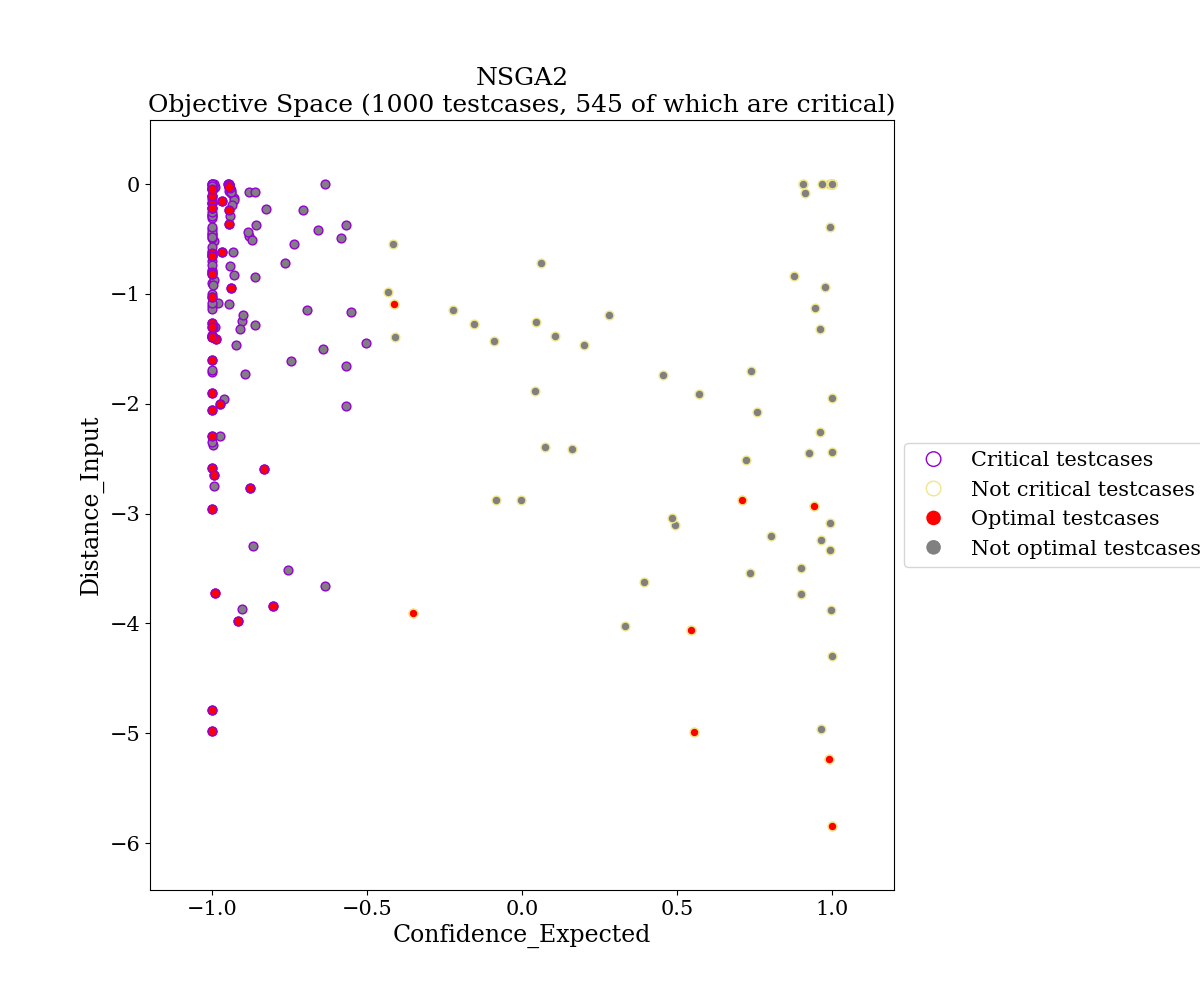 NSGA2
Objective Space (1000 testcases, 545 of which are critical)
0
−1
−2
−3
−4
−5
−6
Distance_Input
−1.0
−0.5
0.0
0.5
1.0
Confidence_Expected
Critical testcases
Not critical testcases
Optimal testcases
Not optimal testcases